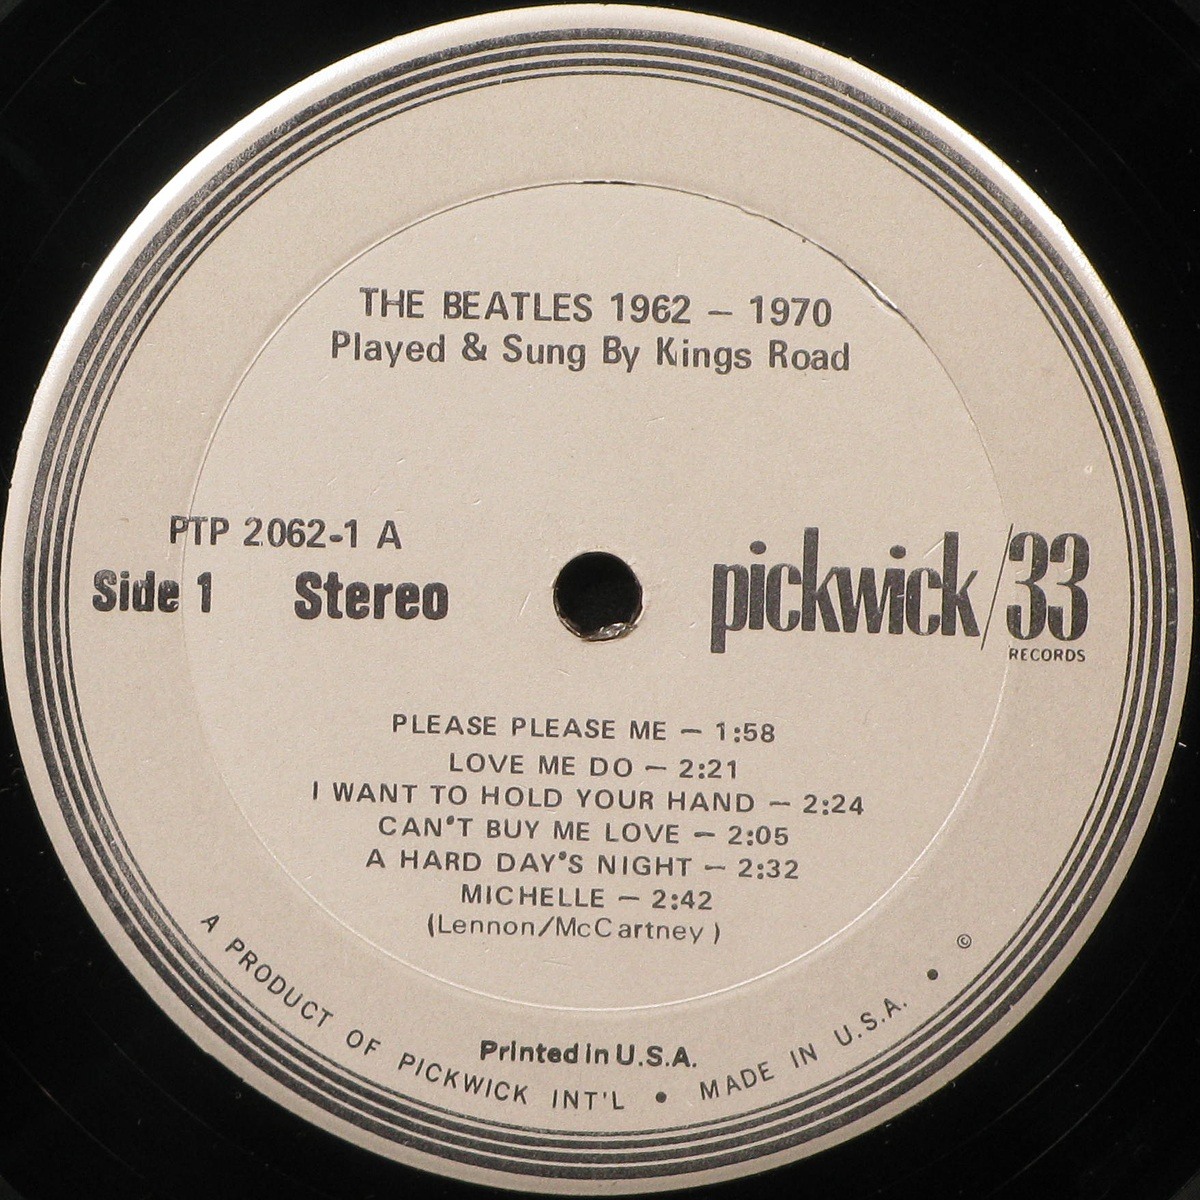 THE BEATLES 1962 – 1970
Played & Sung By Kings Road
PTP 2062-1 A
Side 1 Stereo
pickwick/33
RECORDS
PLEASE PLEASE ME – 1:58
LOVE ME DO – 2:21
I WANT TO HOLD YOUR HAND – 2:24
CAN'T BUY ME LOVE – 2:05
A HARD DAY'S NIGHT – 2:32
MICHELLE – 2:42
(Lennon/McCartney)
Printed in U.S.A.
A PRODUCT OF PICKWICK INT'L • MADE IN U.S.A. • ©